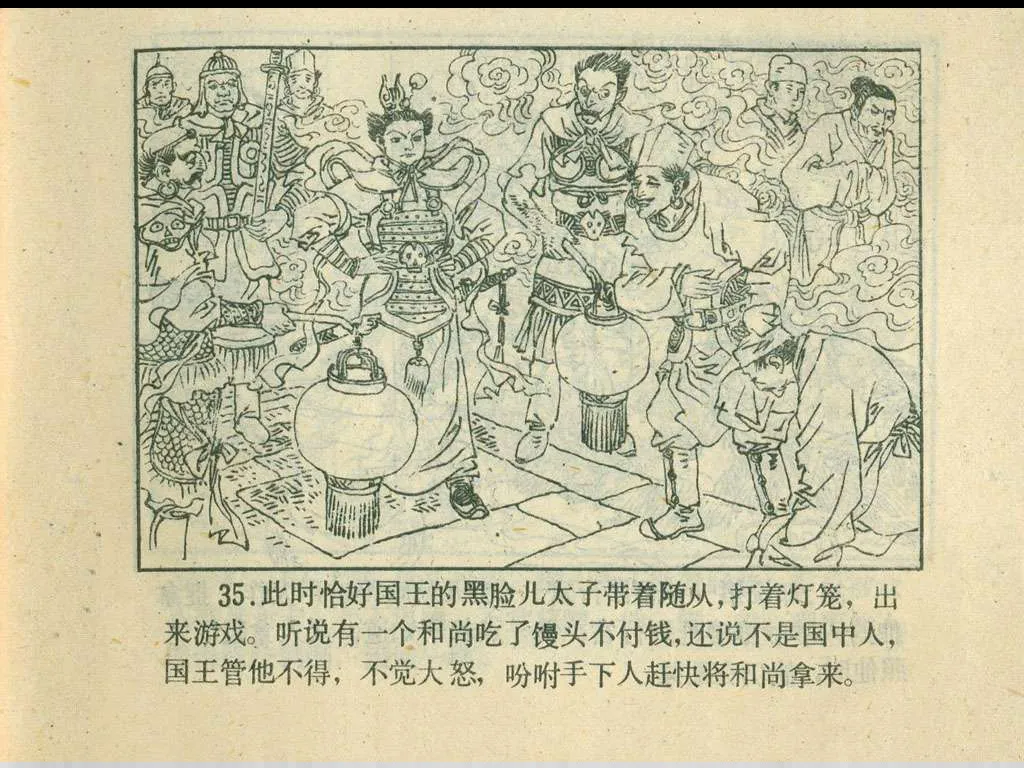 35.此时恰好国王的黑脸儿太子带着随从,打着灯笼，出
来游戏。听说有一个和尚吃了馒头不付钱,还说不是国中人,
国王管他不得，不觉大怒，吩咐手下人赶快将和尚拿来。